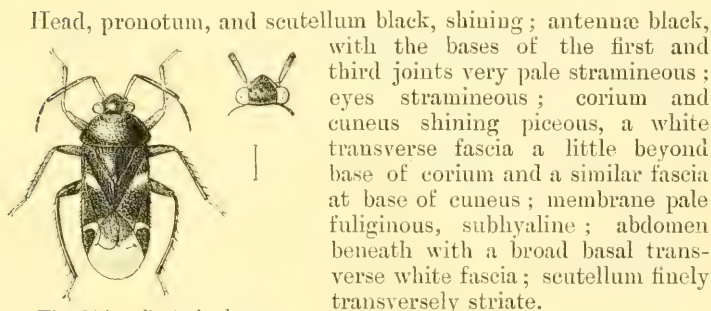 Head, pronotum, and scutellum black, shining; antennæ black,
with the bases of the first and
third joints very pale stramineous;
eyes stramineous; corium and
cuneus shining piceous, a white
transverse fascia a little beyond
base of corium and a similar fascia
at base of cuneus; membrane pale
fuliginous, subhyaline; abdomen
beneath with a broad basal trans-
verse white fascia; scutellum finely
transversely striate.